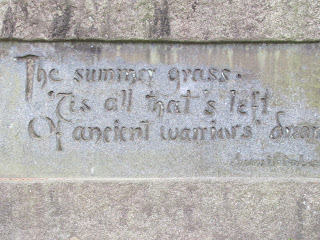 The summer grass.
'Tis all that's left
Of ancient warriors'